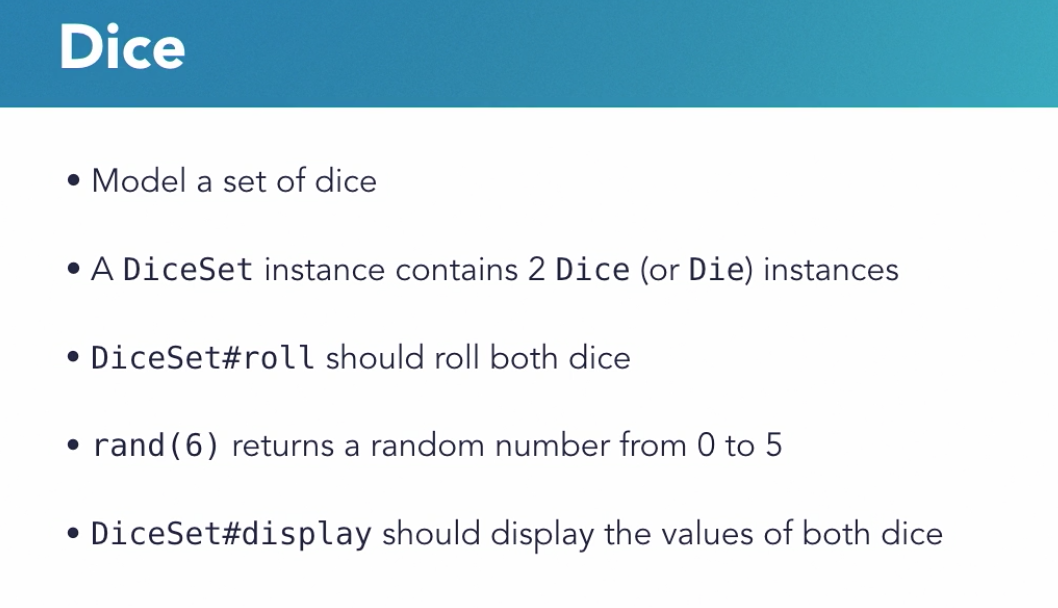 Dice
• Model a set of dice
• A DiceSet instance contains 2 Dice (or Die) instances
• DiceSet#roll should roll both dice
• rand(6) returns a random number from 0 to 5
• DiceSet#display should display the values of both dice